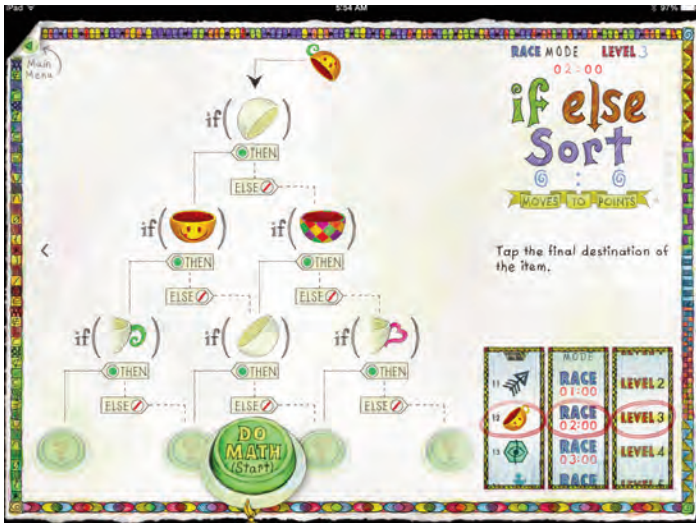 iPad
5:54 AM
97%
Main
Menu
RACE MODE LEVEL 3
02:00
if else
Sort
MOVES TO POINTS
Tap the final destination of
the item.
if( )
THEN
ELSE
if( ) if( )
THEN THEN
ELSE ELSE
if( ) if( ) if( )
THEN THEN THEN
ELSE ELSE ELSE
DO
MATH
(Start)
MODE
11 RACE LEVEL 2
01:00
12 RACE LEVEL 3
02:00
13 RACE LEVEL 4
03:00
RACE